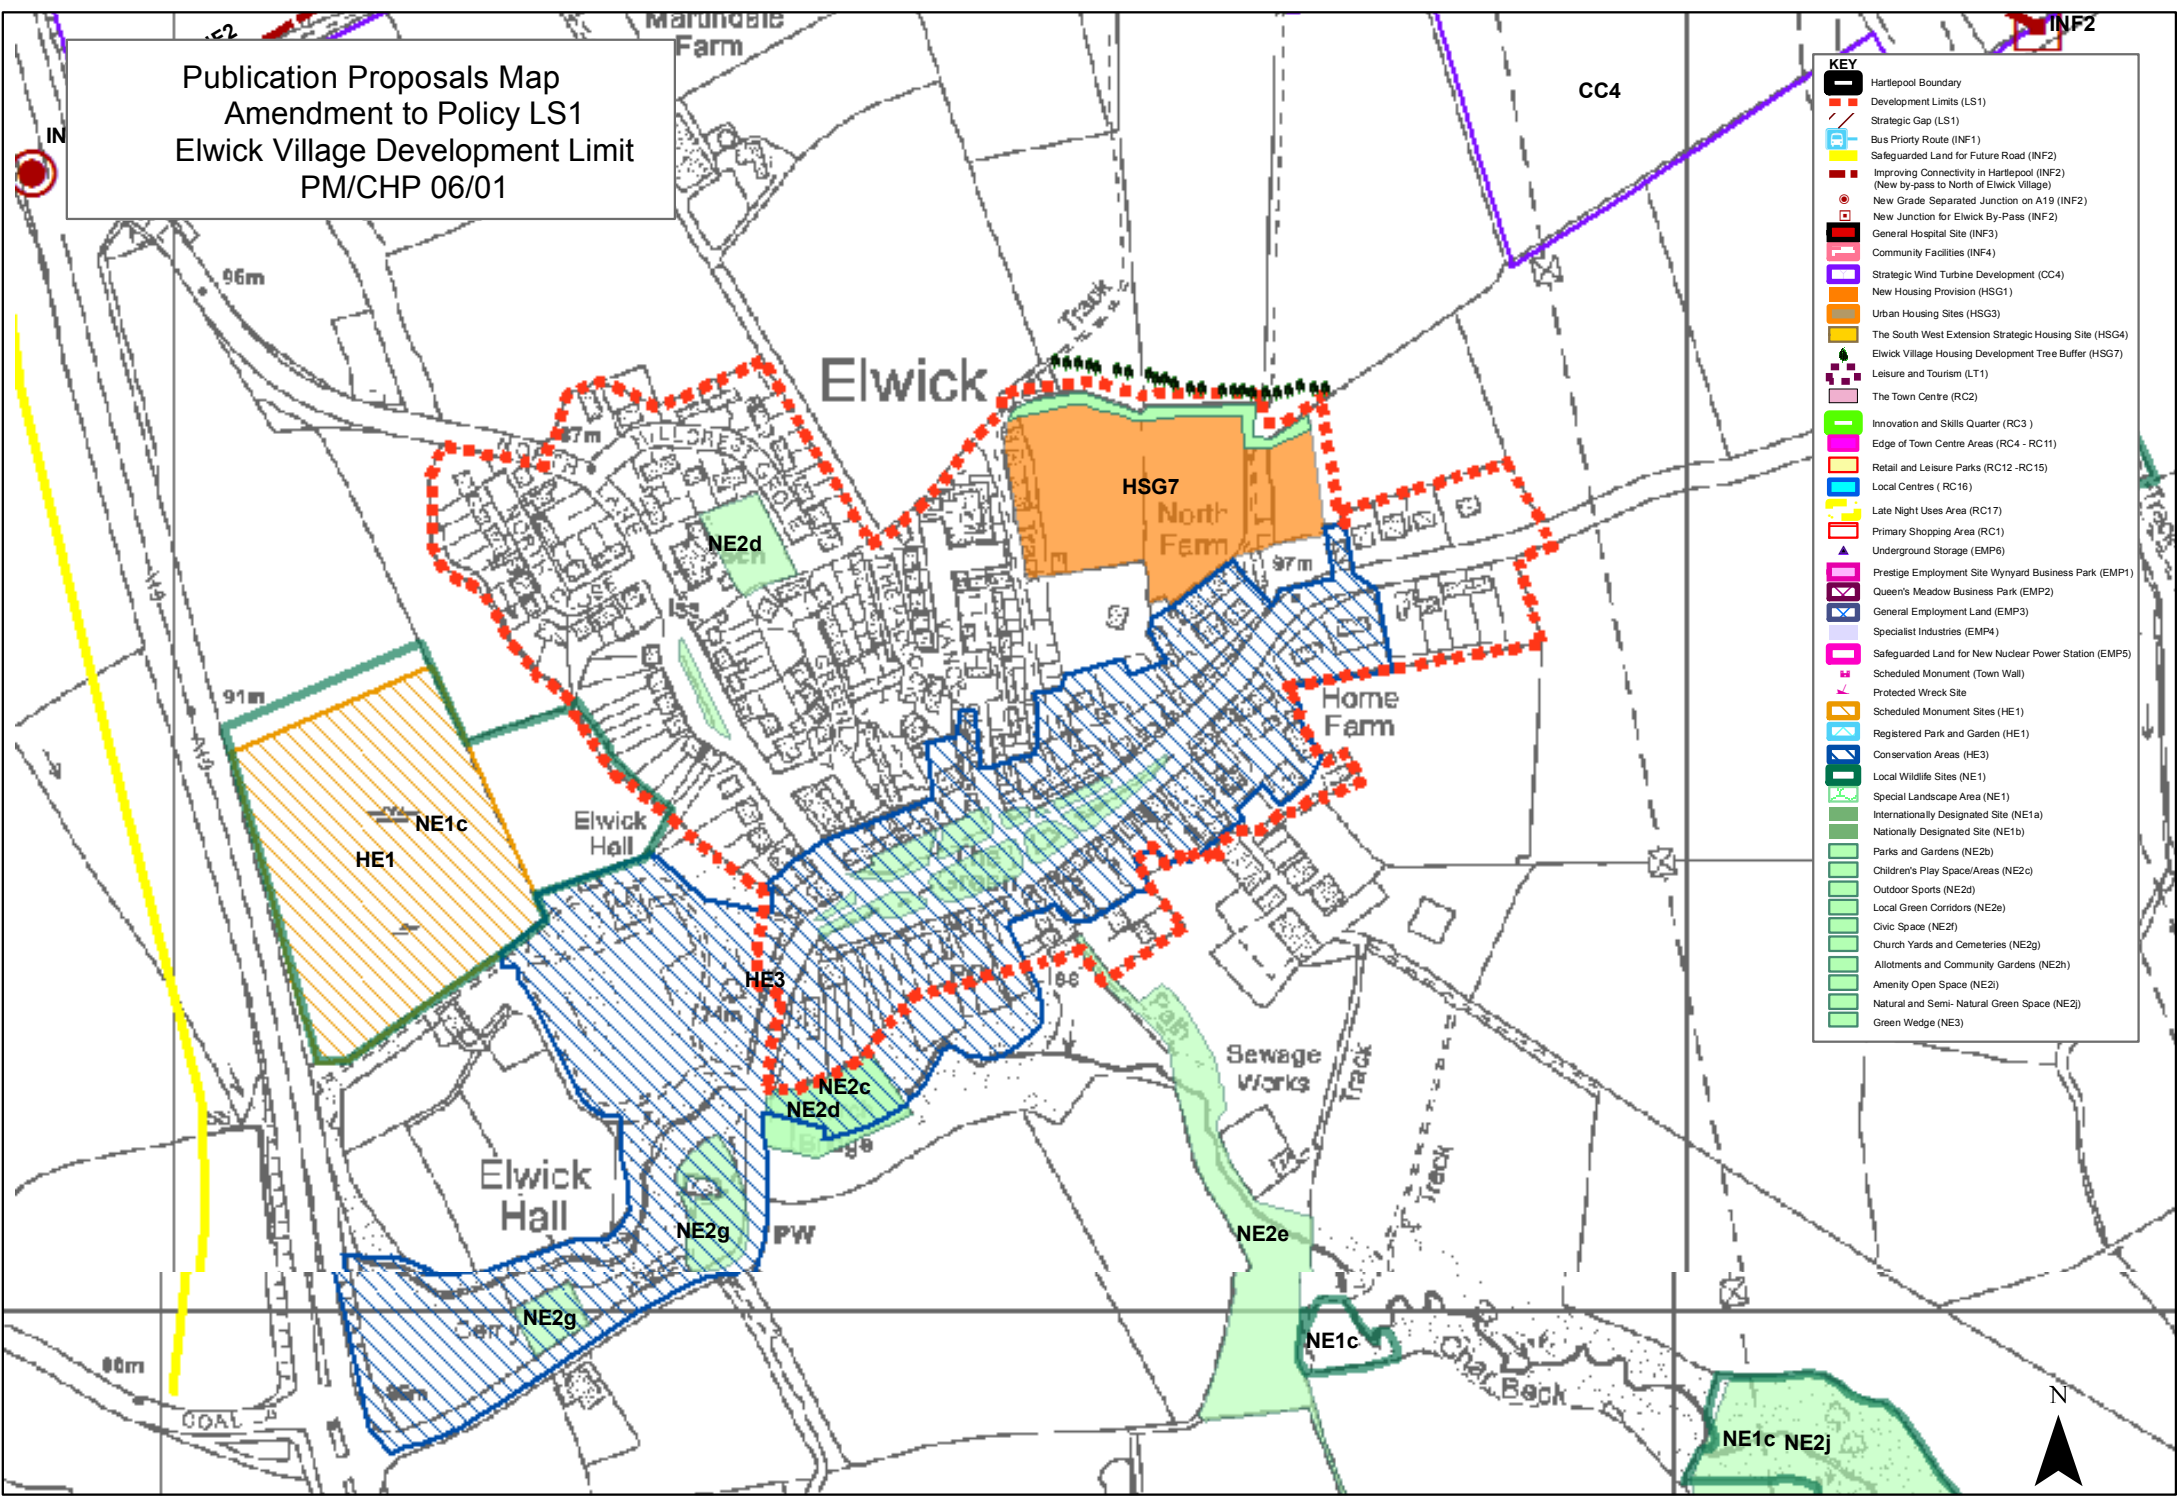 Publication Proposals Map
Amendment to Policy LS1
Elwick Village Development Limit
PM/CHP 06/01
Martindale
Farm
INF2
CC4
KEY
Hartlepool Boundary
Development Limits (LS1)
Strategic Gap (LS1)
Bus Priorty Route (INF1)
Safeguarded Land for Future Road (INF2)
Improving Connectivity in Hartlepool (INF2)
(New by-pass to North of Elwick Village)
New Grade Separated Junction on A19 (INF2)
New Junction for Elwick By-Pass (INF2)
General Hospital Site (INF3)
Community Facilities (INF4)
Strategic Wind Turbine Development (CC4)
New Housing Provision (HSG1)
Urban Housing Sites (HSG3)
The South West Extension Strategic Housing Site (HSG4)
Elwick Village Housing Development Tree Buffer (HSG7)
Leisure and Tourism (LT1)
The Town Centre (RC2)
Innovation and Skills Quarter (RC3 )
Edge of Town Centre Areas (RC4 - RC11)
Retail and Leisure Parks (RC12 -RC15)
Local Centres ( RC16)
Late Night Uses Area (RC17)
Primary Shopping Area (RC1)
Underground Storage (EMP6)
Prestige Employment Site Wynyard Business Park (EMP1)
Queen's Meadow Business Park (EMP2)
General Employment Land (EMP3)
Specialist Industries (EMP4)
Safeguarded Land for New Nuclear Power Station (EMP5)
Scheduled Monument (Town Wall)
Protected Wreck Site
Scheduled Monument Sites (HE1)
Registered Park and Garden (HE1)
Conservation Areas (HE3)
Local Wildlife Sites (NE1)
Special Landscape Area (NE1)
Internationally Designated Site (NE1a)
Nationally Designated Site (NE1b)
Parks and Gardens (NE2b)
Children's Play Space/Areas (NE2c)
Outdoor Sports (NE2d)
Local Green Corridors (NE2e)
Civic Space (NE2f)
Church Yards and Cemeteries (NE2g)
Allotments and Community Gardens (NE2h)
Amenity Open Space (NE2i)
Natural and Semi- Natural Green Space (NE2j)
Green Wedge (NE3)
IN
96m
Track
Elwick
HSG7
North
Farm
NE2d
97m
91m
Home
Farm
NE1c
HE1
Elwick
Hall
The
Green
HE3
74m
Path
Sewage
Works
Track
Track
NE2c
NE2d
Elwick
Hall
NE2g
PW
NE2e
NE2g
NE1c
Char Beck
NE1c NE2j
N